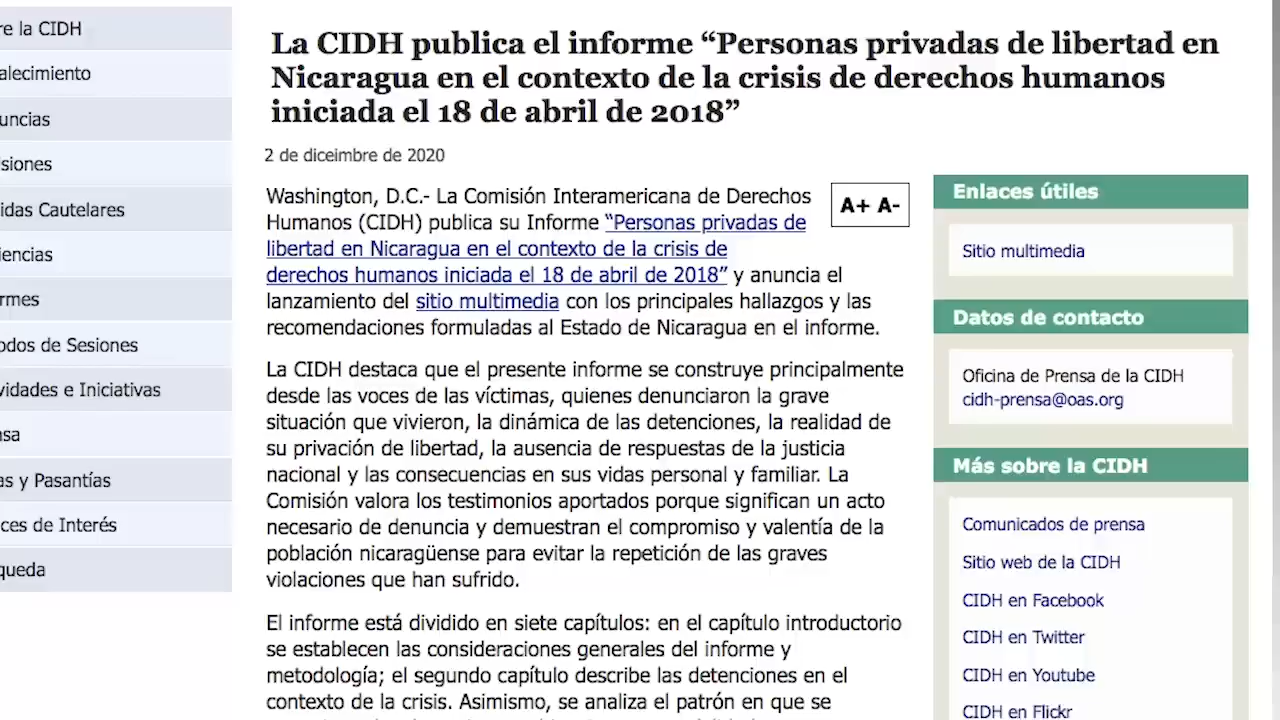 re la CIDH
alecimiento
uncias
siones
idas Cautelares
iencias
rmes
odos de Sesiones
vidades e Iniciativas
nsa
as y Pasantías
ces de Interés
queda
La CIDH publica el informe “Personas privadas de libertad en
Nicaragua en el contexto de la crisis de derechos humanos
iniciada el 18 de abril de 2018”
2 de diceimbre de 2020
A+ A-
Washington, D.C.- La Comisión Interamericana de Derechos
Humanos (CIDH) publica su Informe “Personas privadas de
libertad en Nicaragua en el contexto de la crisis de
derechos humanos iniciada el 18 de abril de 2018” y anuncia el
lanzamiento del sitio multimedia con los principales hallazgos y las
recomendaciones formuladas al Estado de Nicaragua en el informe.
La CIDH destaca que el presente informe se construye principalmente
desde las voces de las víctimas, quienes denunciaron la grave
situación que vivieron, la dinámica de las detenciones, la realidad de
su privación de libertad, la ausencia de respuestas de la justicia
nacional y las consecuencias en sus vidas personal y familiar. La
Comisión valora los testimonios aportados porque significan un acto
necesario de denuncia y demuestran el compromiso y valentía de la
población nicaragüense para evitar la repetición de las graves
violaciones que han sufrido.
El informe está dividido en siete capítulos: en el capítulo introductorio
se establecen las consideraciones generales del informe y
metodología; el segundo capítulo describe las detenciones en el
contexto de la crisis. Asimismo, se analiza el patrón en que se
Enlaces útiles
Sitio multimedia
Datos de contacto
Oficina de Prensa de la CIDH
cidh-prensa@oas.org
Más sobre la CIDH
Comunicados de prensa
Sitio web de la CIDH
CIDH en Facebook
CIDH en Twitter
CIDH en Youtube
CIDH en Flickr